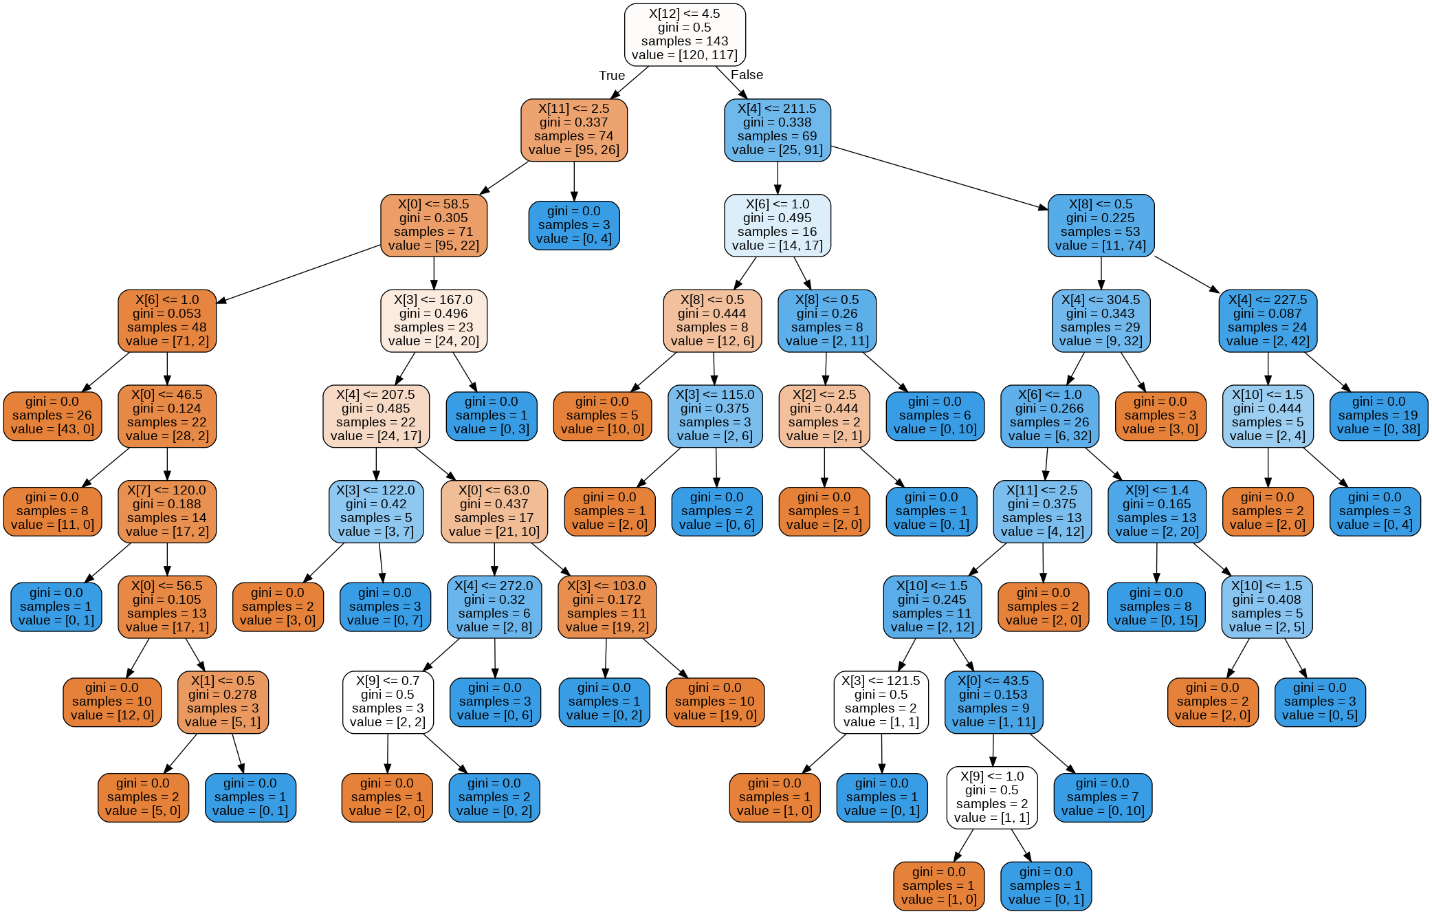 X[12] <= 4.5
gini = 0.5
samples = 143
value = [120, 117]
True
False
X[11] <= 2.5
gini = 0.337
samples = 74
value = [95, 26]
X[4] <= 211.5
gini = 0.338
samples = 69
value = [25, 91]
X[0] <= 58.5
gini = 0.305
samples = 71
value = [95, 22]
gini = 0.0
samples = 3
value = [0, 4]
X[6] <= 1.0
gini = 0.495
samples = 16
value = [14, 17]
X[8] <= 0.5
gini = 0.225
samples = 53
value = [11, 74]
X[6] <= 1.0
gini = 0.053
samples = 48
value = [71, 2]
X[3] <= 167.0
gini = 0.496
samples = 23
value = [24, 20]
X[8] <= 0.5
gini = 0.444
samples = 8
value = [12, 6]
X[8] <= 0.5
gini = 0.26
samples = 8
value = [2, 11]
X[4] <= 304.5
gini = 0.343
samples = 29
value = [9, 32]
X[4] <= 227.5
gini = 0.087
samples = 24
value = [2, 42]
gini = 0.0
samples = 26
value = [43, 0]
X[0] <= 46.5
gini = 0.124
samples = 22
value = [28, 2]
X[4] <= 207.5
gini = 0.485
samples = 22
value = [24, 17]
gini = 0.0
samples = 1
value = [0, 3]
gini = 0.0
samples = 5
value = [10, 0]
X[3] <= 115.0
gini = 0.375
samples = 3
value = [2, 6]
X[2] <= 2.5
gini = 0.444
samples = 2
value = [2, 1]
gini = 0.0
samples = 6
value = [0, 10]
X[6] <= 1.0
gini = 0.266
samples = 26
value = [6, 32]
gini = 0.0
samples = 3
value = [3, 0]
X[10] <= 1.5
gini = 0.444
samples = 5
value = [2, 4]
gini = 0.0
samples = 19
value = [0, 38]
gini = 0.0
samples = 8
value = [11, 0]
X[7] <= 120.0
gini = 0.188
samples = 14
value = [17, 2]
X[3] <= 122.0
gini = 0.42
samples = 5
value = [3, 7]
X[0] <= 63.0
gini = 0.437
samples = 17
value = [21, 10]
gini = 0.0
samples = 1
value = [2, 0]
gini = 0.0
samples = 2
value = [0, 6]
gini = 0.0
samples = 1
value = [2, 0]
gini = 0.0
samples = 1
value = [0, 1]
X[11] <= 2.5
gini = 0.375
samples = 13
value = [4, 12]
X[9] <= 1.4
gini = 0.165
samples = 13
value = [2, 20]
gini = 0.0
samples = 2
value = [2, 0]
gini = 0.0
samples = 3
value = [0, 4]
gini = 0.0
samples = 1
value = [0, 1]
X[0] <= 56.5
gini = 0.105
samples = 13
value = [17, 1]
gini = 0.0
samples = 2
value = [3, 0]
gini = 0.0
samples = 3
value = [0, 7]
X[4] <= 272.0
gini = 0.32
samples = 6
value = [2, 8]
X[3] <= 103.0
gini = 0.172
samples = 11
value = [19, 2]
X[10] <= 1.5
gini = 0.245
samples = 11
value = [2, 12]
gini = 0.0
samples = 2
value = [2, 0]
gini = 0.0
samples = 8
value = [0, 15]
X[10] <= 1.5
gini = 0.408
samples = 5
value = [2, 5]
gini = 0.0
samples = 10
value = [12, 0]
X[1] <= 0.5
gini = 0.278
samples = 3
value = [5, 1]
X[9] <= 0.7
gini = 0.5
samples = 3
value = [2, 2]
gini = 0.0
samples = 3
value = [0, 6]
gini = 0.0
samples = 1
value = [0, 2]
gini = 0.0
samples = 10
value = [19, 0]
X[3] <= 121.5
gini = 0.5
samples = 2
value = [1, 1]
X[0] <= 43.5
gini = 0.153
samples = 9
value = [1, 11]
gini = 0.0
samples = 2
value = [2, 0]
gini = 0.0
samples = 3
value = [0, 5]
gini = 0.0
samples = 2
value = [5, 0]
gini = 0.0
samples = 1
value = [0, 1]
gini = 0.0
samples = 1
value = [2, 0]
gini = 0.0
samples = 2
value = [0, 2]
gini = 0.0
samples = 1
value = [1, 0]
gini = 0.0
samples = 1
value = [0, 1]
X[9] <= 1.0
gini = 0.5
samples = 2
value = [1, 1]
gini = 0.0
samples = 7
value = [0, 10]
gini = 0.0
samples = 1
value = [1, 0]
gini = 0.0
samples = 1
value = [0, 1]